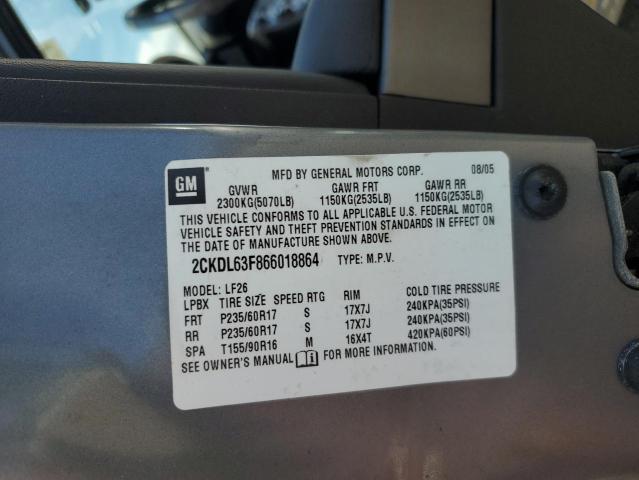 GM
MFD BY GENERAL MOTORS CORP. 08/05
GVWR GAWR FRT GAWR RR
2300KG(5070LB) 1150KG(2535LB) 1150KG(2535LB)
THIS VEHICLE CONFORMS TO ALL APPLICABLE U.S. FEDERAL MOTOR
VEHICLE SAFETY AND THEFT PREVENTION STANDARDS IN EFFECT ON
THE DATE OF MANUFACTURE SHOWN ABOVE.
2CKDL63F866018864 TYPE: M.P.V.
MODEL: LF26
LPBX TIRE SIZE SPEED RTG RIM COLD TIRE PRESSURE
FRT P235/60R17 S 17X7J 240KPA(35PSI)
RR P235/60R17 S 17X7J 240KPA(35PSI)
SPA T155/90R16 M 16X4T 420KPA(60PSI)
SEE OWNER'S MANUAL FOR MORE INFORMATION.